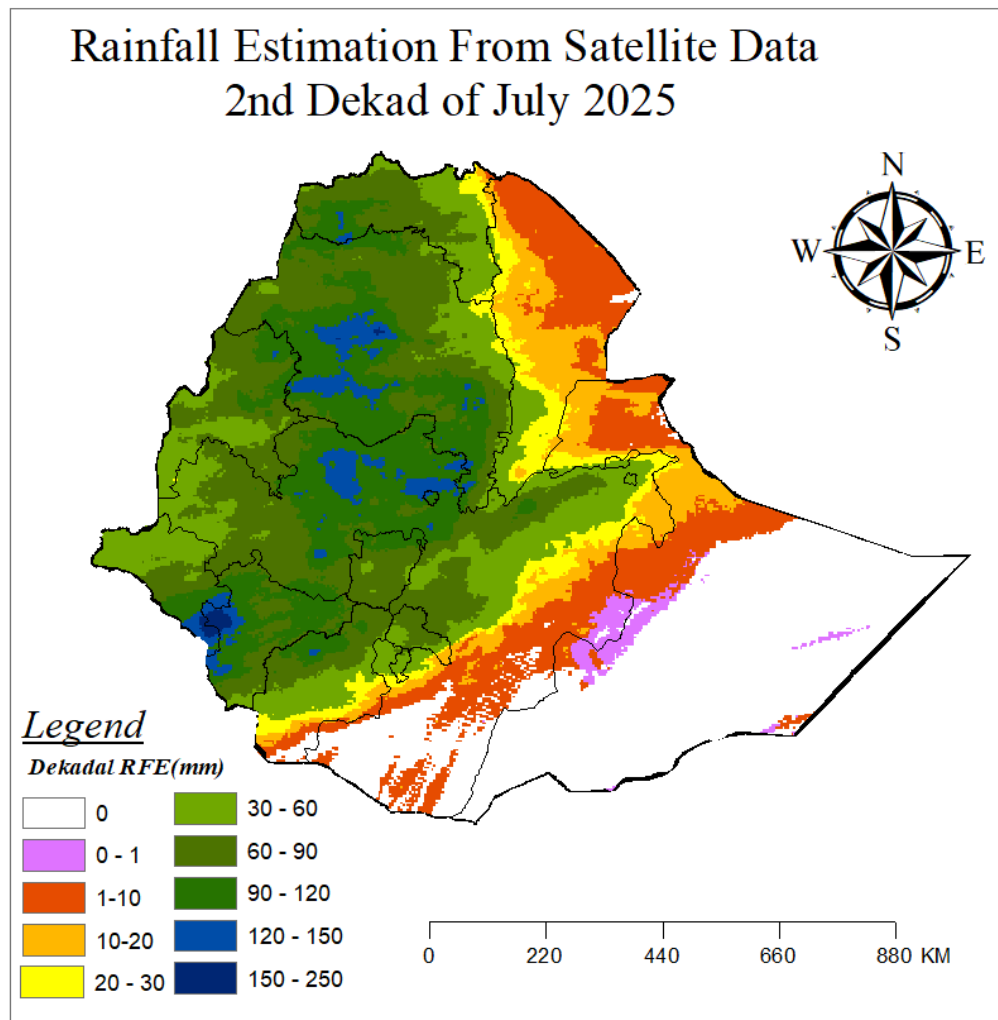 Rainfall Estimation From Satellite Data
2nd Dekad of July 2025
N
W E
S
Legend
Dekadal RFE(mm)
0
0 - 1
1-10
10-20
20 - 30
30 - 60
60 - 90
90 - 120
120 - 150
150 - 250
0 220 440 660 880 KM